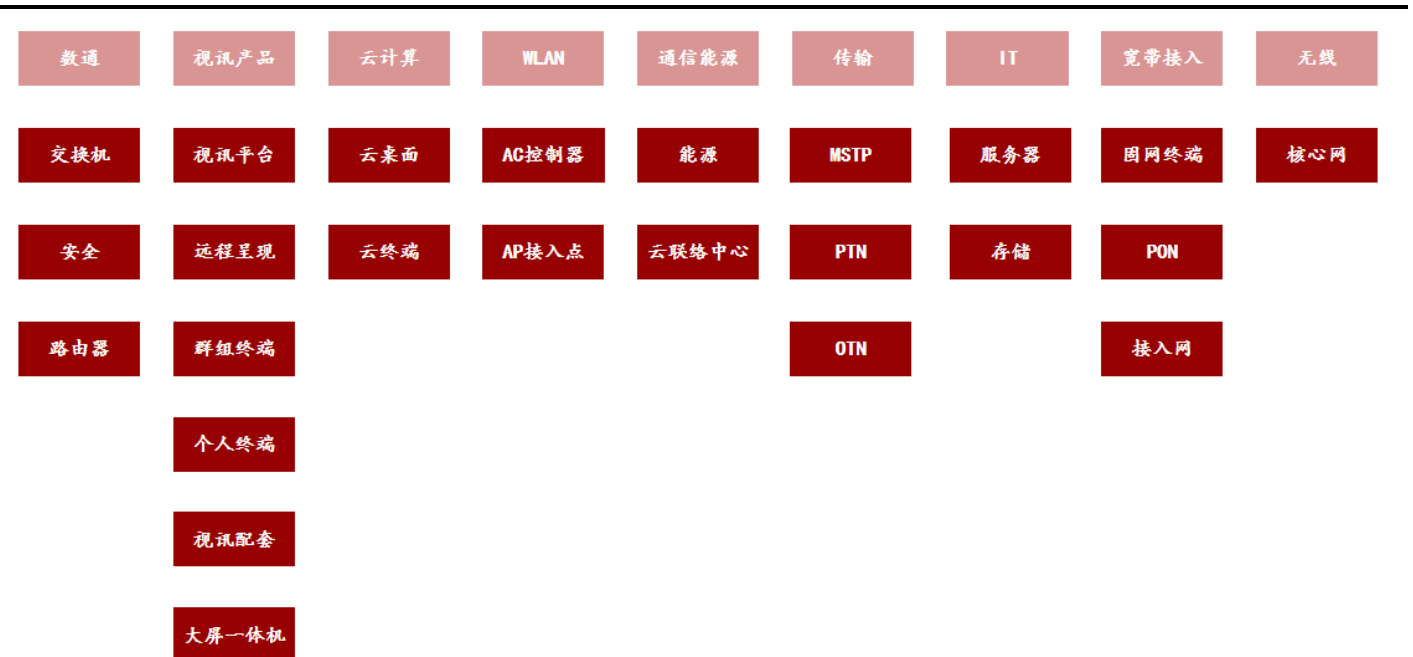 数通 视讯产品 云计算 WLAN 通信能源 传输 IT 宽带接入 无线
交换机 视讯平台 云桌面 AC控制器 能源 MSTP 服务器 固网终端 核心网
安全 远程呈现 云终端 AP接入点 云联络中心 PTN 存储 PON
路由器 群组终端 OTN 接入网
个人终端
视讯配套
大屏一体机